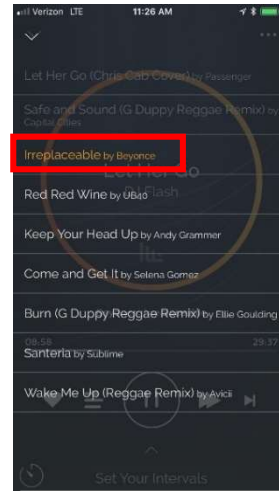 Verizon LTE 11:26 AM
Let Her Go (Chris Cab Cover) by Passenger
Safe and Sound (G Duppy Reggae Remix) by
Capital Cities
Irreplaceable by Beyonce
Let Her Go
Red Red Wine by UB40
Flash
Keep Your Head Up by Andy Grammer
Come and Get It by Selena Gomez
Burn (G Duppy Reggae Remix) by Ellie Goulding
08:58 29:37
Santeria by Sublime
Wake Me Up (Reggae Remix) by Avicii
Set Your Intervals